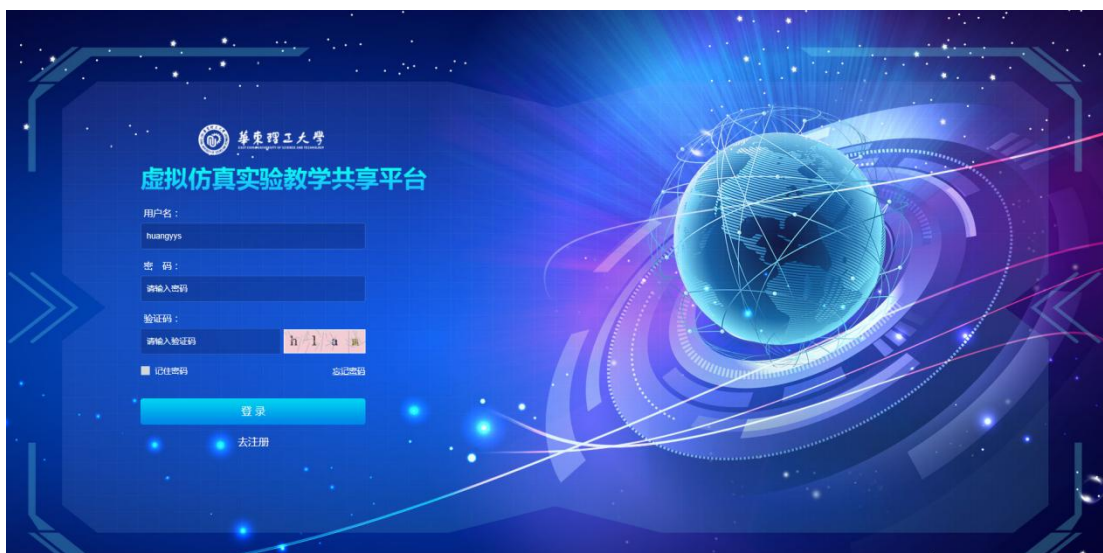 華東理工大學
虚拟仿真实验教学共享平台
用户名：
huangyys
密 码：
请输入密码
验证码：
请输入验证码 h l a
记住密码 忘记密码
登 录
去注册